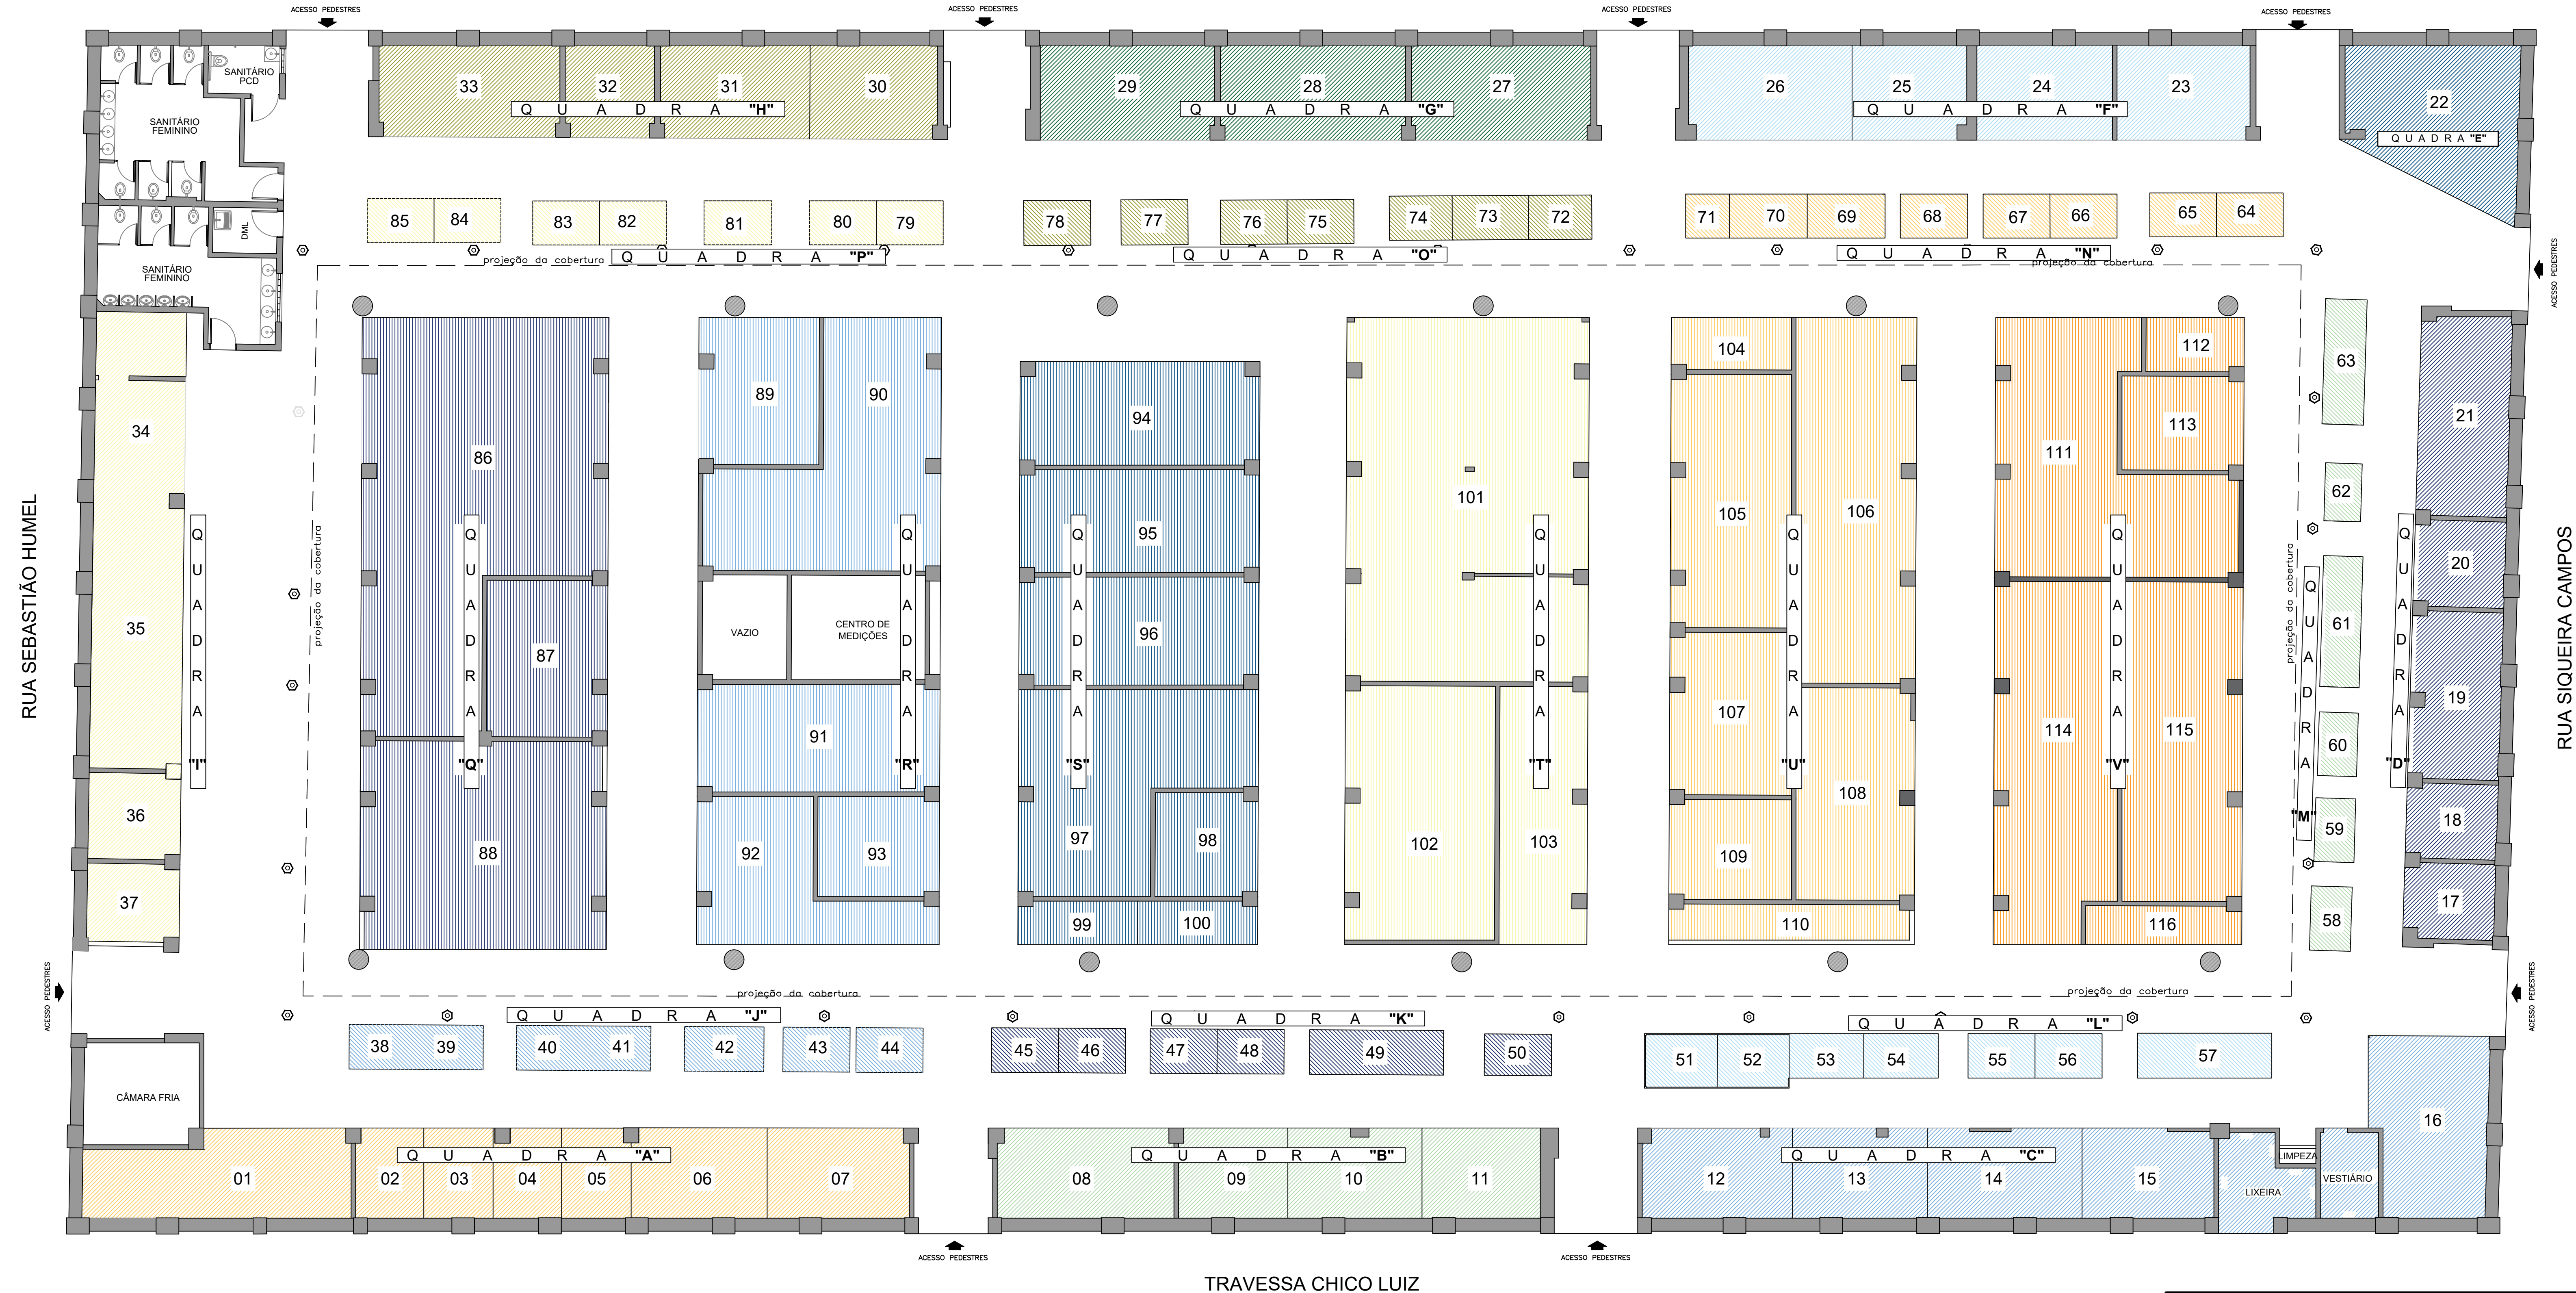 ACESSO PEDESTRES
ACESSO PEDESTRES
ACESSO PEDESTRES
ACESSO PEDESTRES
SANITÁRIO
PCD
SANITÁRIO
FEMININO
33
32
31
30
QUADRA "H"
29
28
27
QUADRA "G"
26
25
24
23
QUADRA "F"
22
QUADRA "E"
DML
SANITÁRIO
FEMININO
85
84
83
82
81
80
79
QUADRA "P"
78
77
76
75
74
73
72
QUADRA "O"
71
70
69
68
67
66
65
64
QUADRA "N"
projeção da cobertura
projeção da cobertura
ACESSO PEDESTRES
RUA SEBASTIÃO HUMEL
34
35
36
37
QUADRA "I"
projeção da cobertura
86
87
88
QUADRA "Q"
89
90
VAZIO
CENTRO DE
MEDIÇÕES
91
92
93
QUADRA "R"
94
95
96
97
98
99
100
QUADRA "S"
101
102
103
QUADRA "T"
104
105
106
107
108
109
110
QUADRA "U"
111
112
113
114
115
116
QUADRA "V"
projeção da cobertura
63
62
61
60
59
58
QUADRA "M"
21
20
19
18
17
QUADRA "D"
RUA SIQUEIRA CAMPOS
ACESSO PEDESTRES
ACESSO PEDESTRES
projeção da cobertura
projeção da cobertura
QUADRA "J"
38
39
40
41
42
43
44
QUADRA "K"
45
46
47
48
49
50
QUADRA "L"
51
52
53
54
55
56
57
CÂMARA FRIA
QUADRA "A"
01
02
03
04
05
06
07
QUADRA "B"
08
09
10
11
QUADRA "C"
12
13
14
15
LIXEIRA
LIMPEZA
VESTIÁRIO
16
ACESSO PEDESTRES
ACESSO PEDESTRES
TRAVESSA CHICO LUIZ